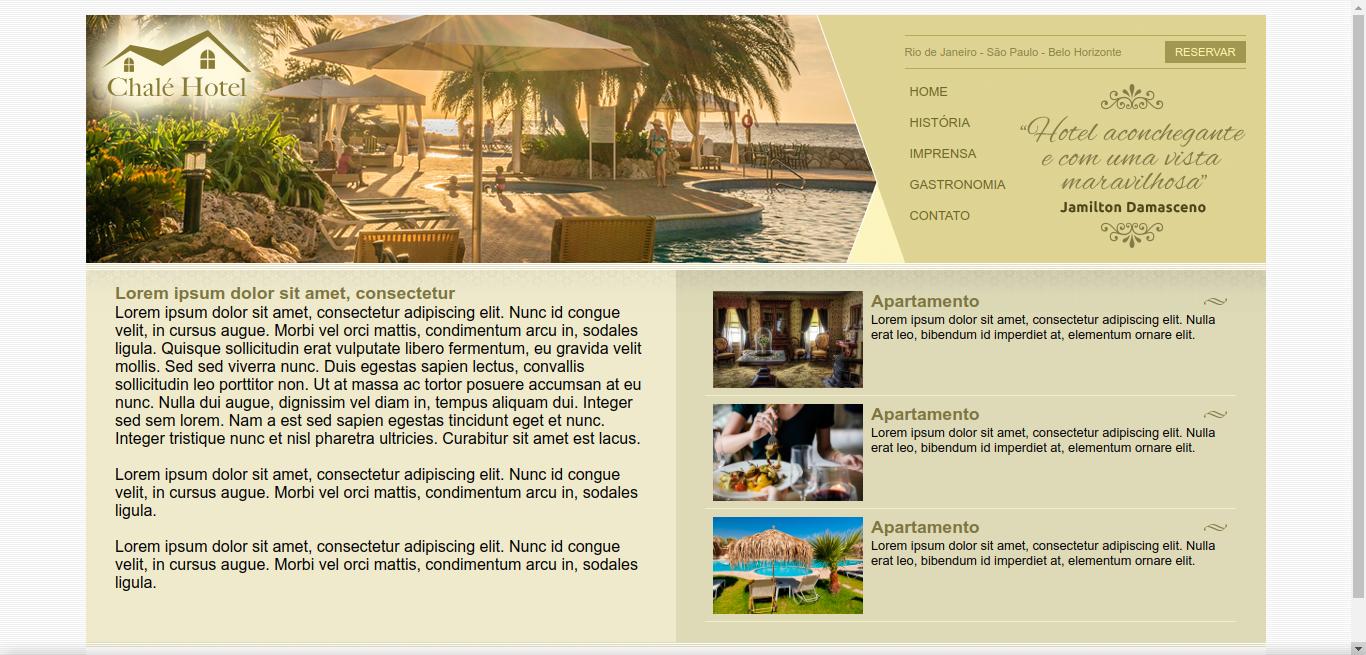 Chalé Hotel
Rio de Janeiro - São Paulo - Belo Horizonte
RESERVAR
HOME
HISTÓRIA
IMPRENSA
GASTRONOMIA
CONTATO
“Hotel aconchegante
e com uma vista
maravilhosa”
Jamilton Damasceno
Lorem ipsum dolor sit amet, consectetur
Lorem ipsum dolor sit amet, consectetur adipiscing elit. Nunc id congue
velit, in cursus augue. Morbi vel orci mattis, condimentum arcu in, sodales
ligula. Quisque sollicitudin erat vulputate libero fermentum, eu gravida velit
mollis. Sed sed viverra nunc. Duis egestas sapien lectus, convallis
sollicitudin leo porttitor non. Ut at massa ac tortor posuere accumsan at eu
nunc. Nulla dui augue, dignissim vel diam in, tempus aliquam dui. Integer
sed sem lorem. Nam a est sed sapien egestas tincidunt eget et nunc.
Integer tristique nunc et nisl pharetra ultricies. Curabitur sit amet est lacus.
Lorem ipsum dolor sit amet, consectetur adipiscing elit. Nunc id congue
velit, in cursus augue. Morbi vel orci mattis, condimentum arcu in, sodales
ligula.
Lorem ipsum dolor sit amet, consectetur adipiscing elit. Nunc id congue
velit, in cursus augue. Morbi vel orci mattis, condimentum arcu in, sodales
ligula.
Apartamento
Lorem ipsum dolor sit amet, consectetur adipiscing elit. Nulla
erat leo, bibendum id imperdiet at, elementum ornare elit.
Apartamento
Lorem ipsum dolor sit amet, consectetur adipiscing elit. Nulla
erat leo, bibendum id imperdiet at, elementum ornare elit.
Apartamento
Lorem ipsum dolor sit amet, consectetur adipiscing elit. Nulla
erat leo, bibendum id imperdiet at, elementum ornare elit.